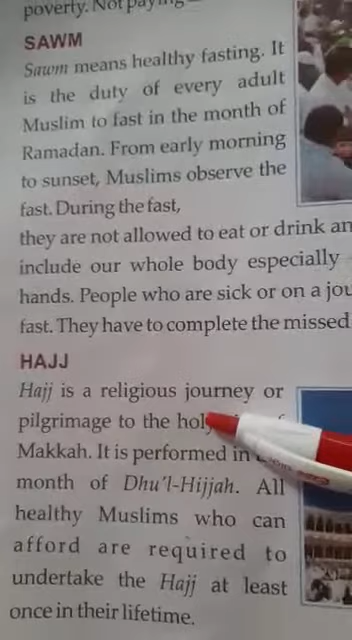 poverty. Not paying
SAWM
Sawm means healthy fasting. It
is the duty of every adult
Muslim to fast in the month of
Ramadan. From early morning
to sunset, Muslims observe the
fast. During the fast,
they are not allowed to eat or drink an
include our whole body especially
hands. People who are sick or on a jou
fast. They have to complete the missed
HAJJ
Hajj is a religious journey or
pilgrimage to the holy
Makkah. It is performed in
month of Dhu'l-Hijjah. All
healthy Muslims who can
afford are required to
undertake the Hajj at least
once in their lifetime.